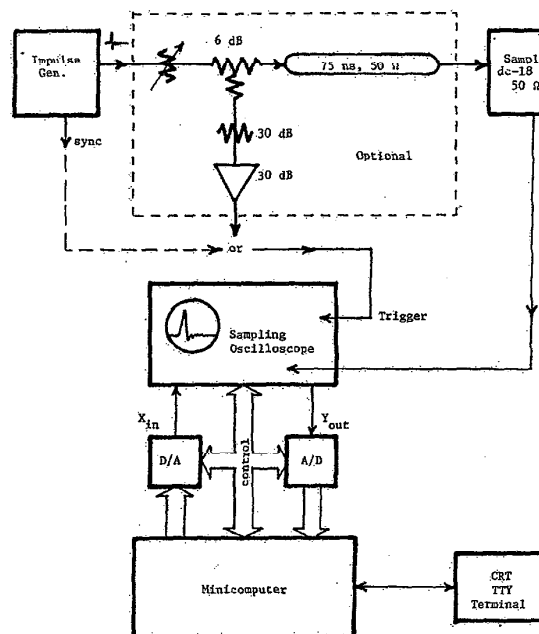 Impulse
Gen.
6 dB
75 ns, 50 Ω
Sampl
dc-18
50 Ω
sync
30 dB
Optional
30 dB
or
Trigger
Sampling
Oscilloscope
X in
Y out
D/A
control
A/D
Minicomputer
CRT
TTY
Terminal